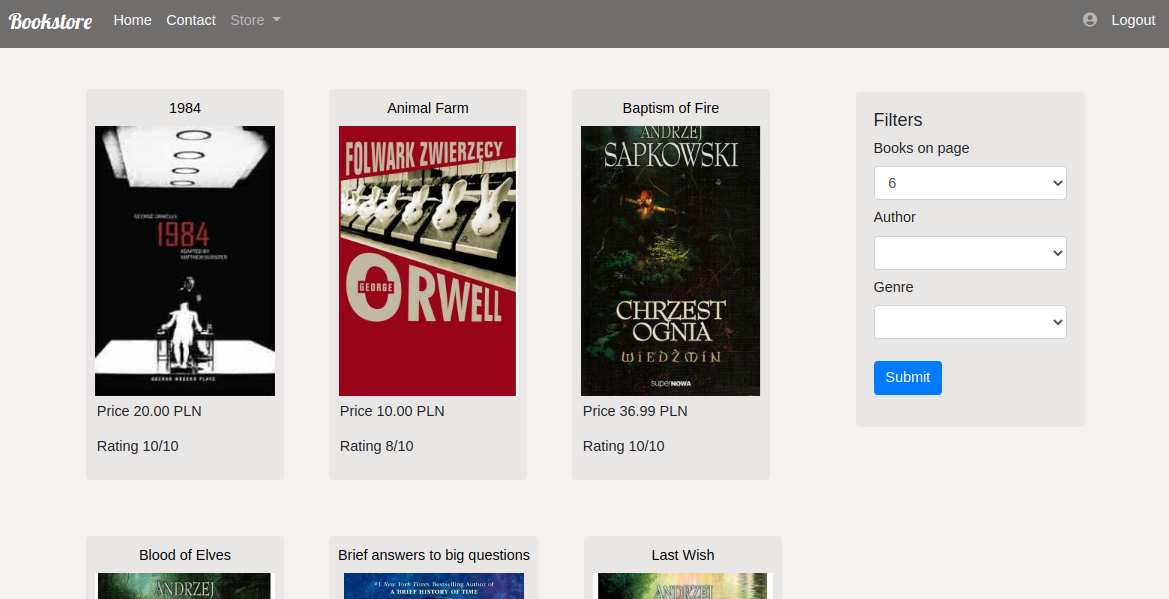 Bookstore Home Contact Store Logout
1984
GEORGE ORWELL'S
1984
ADAPTED BY
Price 20.00 PLN
Rating 10/10
Animal Farm
FOLWARK ZWIERZĘCY
GEORGE
ORWELL
Price 10.00 PLN
Rating 8/10
Baptism of Fire
ANDRZEJ
SAPKOWSKI
CHRZEST
OGNIA
WIEDŹMIN
superNOWA
Price 36.99 PLN
Rating 10/10
Filters
Books on page
6
Author
Genre
Submit
Blood of Elves
ANDRZEJ
Brief answers to big questions
#1 New York Times Bestselling Author of
A BRIEF HISTORY OF TIME
Last Wish
ANDRZEJ